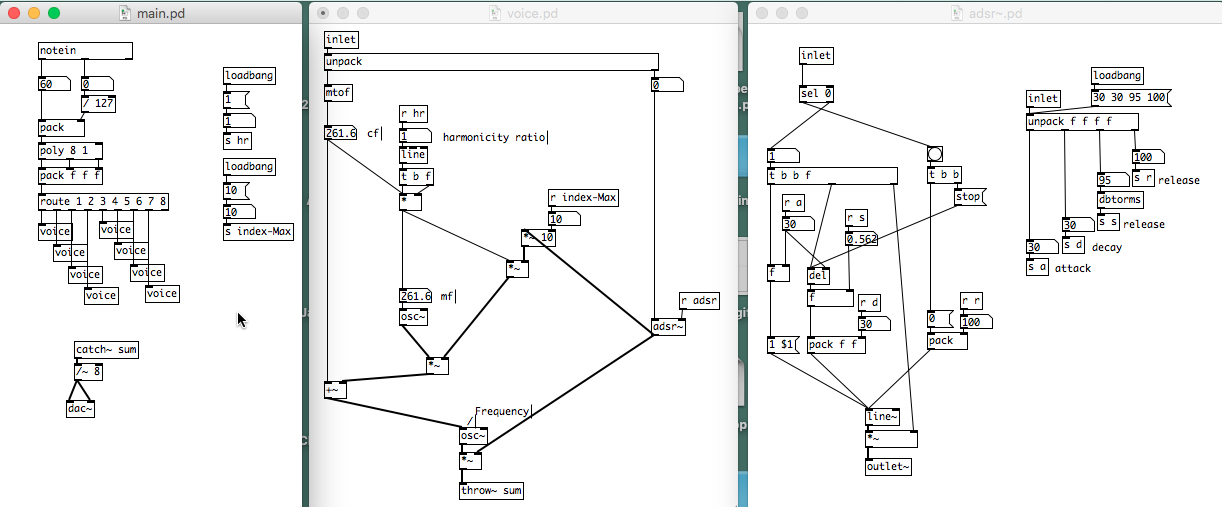 main.pd
notein
60
0
/ 127
pack
poly 8 1
pack f f f
route 1 2 3 4 5 6 7 8
voice
voice
voice
voice
voice
voice
voice
voice
loadbang
1
1
s hr
loadbang
10
10
s index-Max
catch~ sum
/~ 8
dac~
voice.pd
inlet
unpack
mtof
0
261.6 cf
r hr
1
harmonicity ratio
line
t b f
*
r index-Max
10
*~ 10
*~
261.6 mf
osc~
r adsr
adsr~
*~
+~
/Frequency
osc~
*~
throw~ sum
adsr~.pd
inlet
sel 0
1
t b b f
t b b
stop
r a
30
r s
0.562
f
del
f
r d
30
r r
0
100
1 $1
pack f f
pack
line~
*~
outlet~
loadbang
inlet
30 30 95 100
unpack f f f f
100
s r release
95
dbtorms
s s release
30
s d decay
30
s a attack